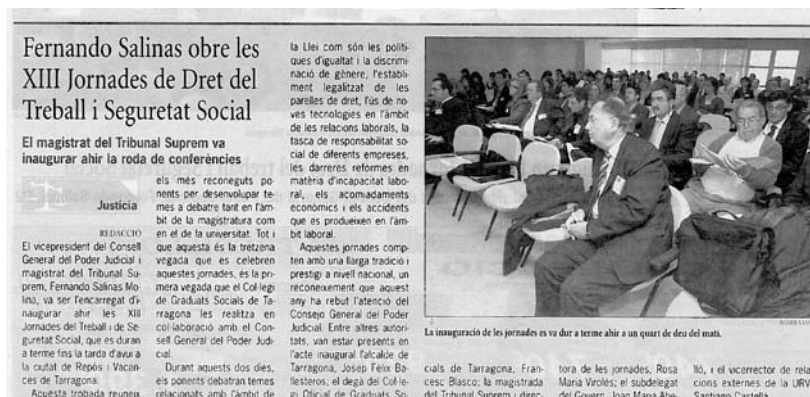 Fernando Salinas obre les
XIII Jornades de Dret del
Treball i Seguretat Social
El magistrat del Tribunal Suprem va
inaugurar ahir la roda de conferències
Justícia
REDACCIÓ
El vicepresident del Consell
General del Poder Judicial i
magistrat del Tribunal Su-
prem, Fernando Salinas Mo-
lina, va ser l'encarregat d'i-
naugurar ahir les XIII
Jornades del Treball i de Se-
guretat Social, que es duran
a terme fins la tarda d'avui a
la ciutat de Repòs i Vacan-
ces de Tarragona.
Aquesta trobada reuneix
els més reconeguts po-
nents per desenvolupar te-
mes a debatre tant en l'àm-
bit de la magistratura com
en el de la universitat. Tot i
que aquesta és la tretzena
vegada que es celebren
aquestes jornades, és la pri-
mera vegada que el Col·legi
de Graduats Socials de Ta-
rragona les realitza en
col·laboració amb el Con-
sell General del Poder Judi-
cial.
Durant aquests dos dies,
els ponents debatran temes
relacionats amb l'àmbit de
la Llei com són les políti-
ques d'igualtat i la discrimi-
nació de gènere, l'establi-
ment legalitzat de les
parelles de dret, l'ús de no-
ves tecnologies en l'àmbit
de les relacions laborals, la
tasca de responsabilitat so-
cial de diferents empreses,
les darreres reformes en
matèria d'incapacitat labo-
ral, els acomiadaments
econòmics i els accidents
que es produeixen en l'àm-
bit laboral.
Aquestes jornades comp-
ten amb una llarga tradició i
prestigi a nivell nacional, un
reconeixement que aquest
any ha rebut l'atenció del
Consejo General del Poder
Judicial. Entre altres autori-
tats, van estar presents en
l'acte inaugural l'alcalde de
Tarragona, Josep Fèlix Ba-
llesteros; el degà del Col·le-
gi Oficial de Graduats So-
La inauguració de les jornades es va dur a terme ahir a un quart de deu del matí.
cials de Tarragona, Fran-
cesc Blasco; la magistrada
del Tribunal Suprem i direc-
tora de les jornades, Rosa
Maria Virolés; el subdelegat
del Govern, Joan Maria Abe-
lló, i el vicerrector de rela-
cions externes de la URV
Santiago Castellà